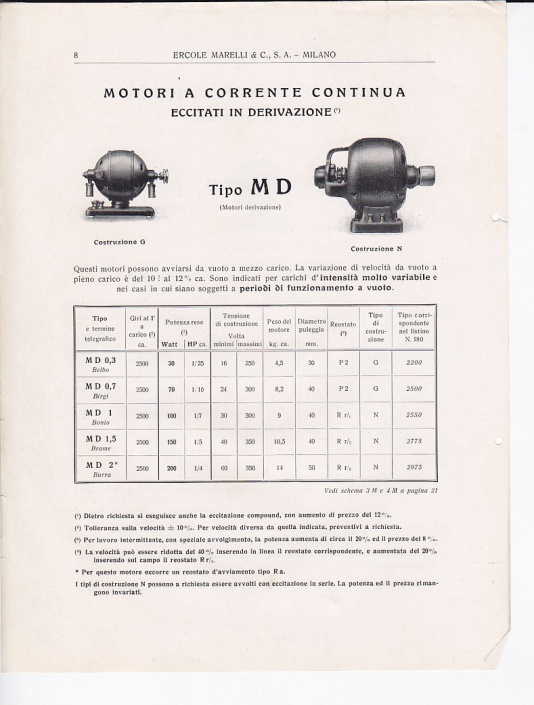 8 ERCOLE MARELLI & C., S. A. - MILANO
MOTORI A CORRENTE CONTINUA
ECCITATI IN DERIVAZIONE (¹)
Tipo MD
(Motori derivazione)
Costruzione G
Costruzione N
Questi motori possono avviarsi da vuoto a mezzo carico. La variazione di velocità da vuoto a
pieno carico è del 10 al 12 % ca. Sono indicati per carichi d'intensità molto variabile e
nei casi in cui siano soggetti a periodi di funzionamento a vuoto.
Tipo e termine telegrafico | Giri al 1' a carico (²) ca. | Potenza resa (³) Watt | HP ca. | Tensione di costruzione Volta minimi | massimi | Peso del motore kg. ca. | Diametro puleggia mm. | Reostato (⁴) | Tipo di costruzione | Tipo corrispondente nel listino N. 180
MD 0,3 Belbo | 2500 | 30 | 1/25 | 16 | 250 | 4,5 | 30 | P 2 | G | 2200
MD 0,7 Birgi | 2500 | 70 | 1/10 | 24 | 300 | 8,2 | 40 | P 2 | G | 2500
MD 1 Bonio | 2500 | 100 | 1/7 | 30 | 300 | 9 | 40 | R r/₂ | N | 2550
MD 1,5 Brame | 2500 | 150 | 1/5 | 40 | 350 | 10,5 | 40 | R r/₂ | N | 2775
MD 2* Barra | 2500 | 200 | 1/4 | 60 | 350 | 14 | 50 | R r/₂ | N | 2975
Vedi schema 3 M e 4 M a pagina 21
(¹) Dietro richiesta si eseguisce anche la eccitazione compound, con aumento di prezzo del 12 %.
(²) Tolleranza sulla velocità ± 10 %. Per velocità diversa da quella indicata, preventivi a richiesta.
(³) Per lavoro intermittente, con speciale avvolgimento, la potenza aumenta di circa il 20 % ed il prezzo del 8 %.
(⁴) La velocità può essere ridotta del 40 % inserendo in linea il reostato corrispondente, e aumentata del 20 %
inserendo sul campo il reostato R r/₂.
* Per questo motore occorre un reostato d'avviamento tipo R a.
I tipi di costruzione N possono a richiesta essere avvolti con eccitazione in serie. La potenza ed il prezzo riman-
gono invariati.